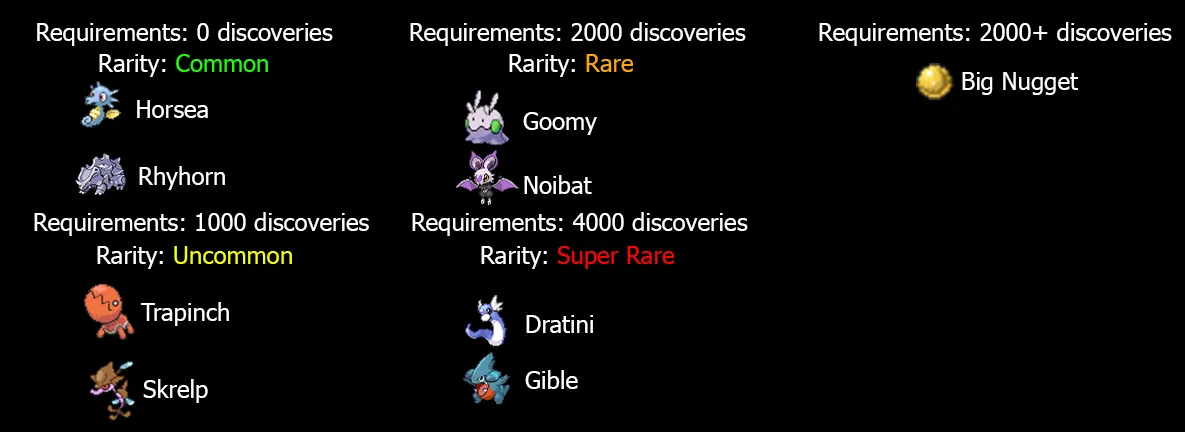 Requirements: 0 discoveries
Rarity: Common
Horsea
Rhyhorn
Requirements: 1000 discoveries
Rarity: Uncommon
Trapinch
Skrelp
Requirements: 2000 discoveries
Rarity: Rare
Goomy
Noibat
Requirements: 4000 discoveries
Rarity: Super Rare
Dratini
Gible
Requirements: 2000+ discoveries
Big Nugget